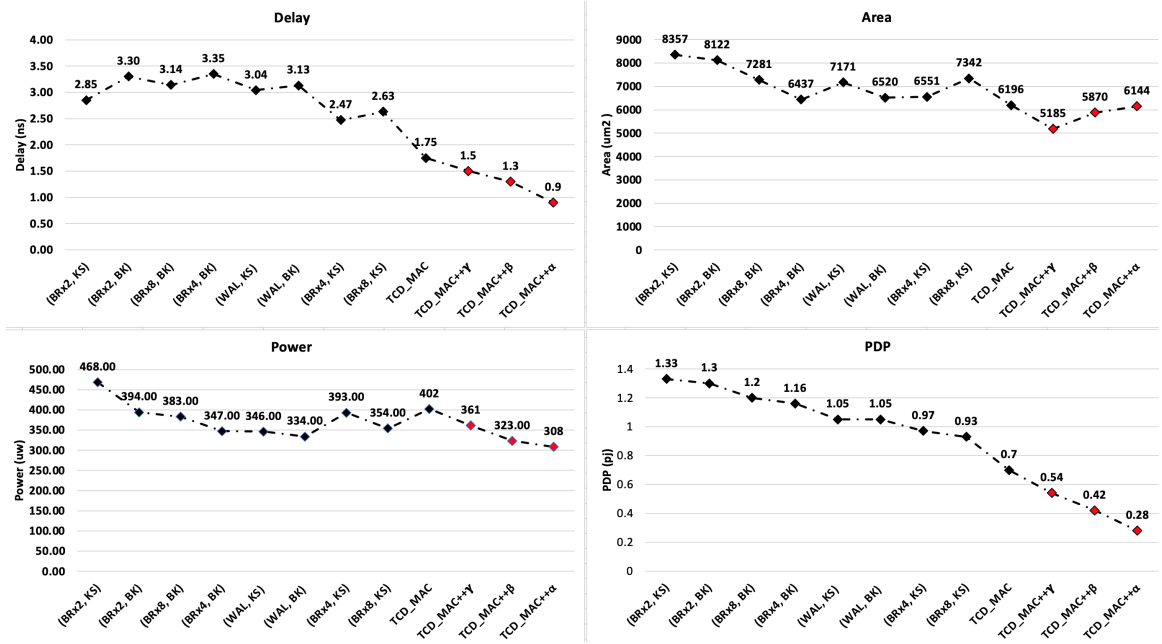 Delay
4.00
3.50
3.00
2.50
2.00
1.50
1.00
0.50
0.00
Delay (ns)
2.85
3.30
3.14
3.35
3.04
3.13
2.47
2.63
1.75
1.5
1.3
0.9
(BRx2, KS)
(BRx2, BK)
(BRx8, BK)
(BRx4, BK)
(WAL, KS)
(WAL, BK)
(BRx4, KS)
(BRx8, KS)
TCD_MAC
TCD_MAC++γ
TCD_MAC++β
TCD_MAC++α
Area
9000
8000
7000
6000
5000
4000
3000
2000
1000
0
Area (um2 )
8357
8122
7281
6437
7171
6520
6551
7342
6196
5185
5870
6144
(BRx2, KS)
(BRx2, BK)
(BRx8, BK)
(BRx4, BK)
(WAL, KS)
(WAL, BK)
(BRx4, KS)
(BRx8, KS)
TCD_MAC
TCD_MAC++γ
TCD_MAC++β
TCD_MAC++α
Power
500.00
450.00
400.00
350.00
300.00
250.00
200.00
150.00
100.00
50.00
0.00
Power (uw)
468.00
394.00
383.00
347.00
346.00
334.00
393.00
354.00
402
361
323.00
308
(BRx2, KS)
(BRx2, BK)
(BRx8, BK)
(BRx4, BK)
(WAL, KS)
(WAL, BK)
(BRx4, KS)
(BRx8, KS)
TCD_MAC
TCD_MAC++γ
TCD_MAC++β
TCD_MAC++α
PDP
1.4
1.2
1
0.8
0.6
0.4
0.2
0
PDP (pj)
1.33
1.3
1.2
1.16
1.05
1.05
0.97
0.93
0.7
0.54
0.42
0.28
(BRx2, KS)
(BRx2, BK)
(BRx8, BK)
(BRx4, BK)
(WAL, KS)
(WAL, BK)
(BRx4, KS)
(BRx8, KS)
TCD_MAC
TCD_MAC++γ
TCD_MAC++β
TCD_MAC++α